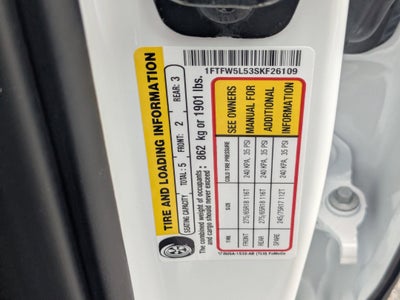 1FTFW5L53SKF26109
TIRE AND LOADING INFORMATION
SEATING CAPACITY TOTAL: 5 FRONT: 2 REAR: 3
The combined weight of occupants and cargo should never exceed: 862 kg or 1901 lbs.
TIRE SIZE COLD TIRE PRESSURE
FRONT 275/65R18 116T 240 KPA, 35 PSI
REAR 275/65R18 116T 240 KPA, 35 PSI
SPARE 245/75R17 112T 240 KPA, 35 PSI
SEE OWNERS
MANUAL FOR
ADDITIONAL
INFORMATION